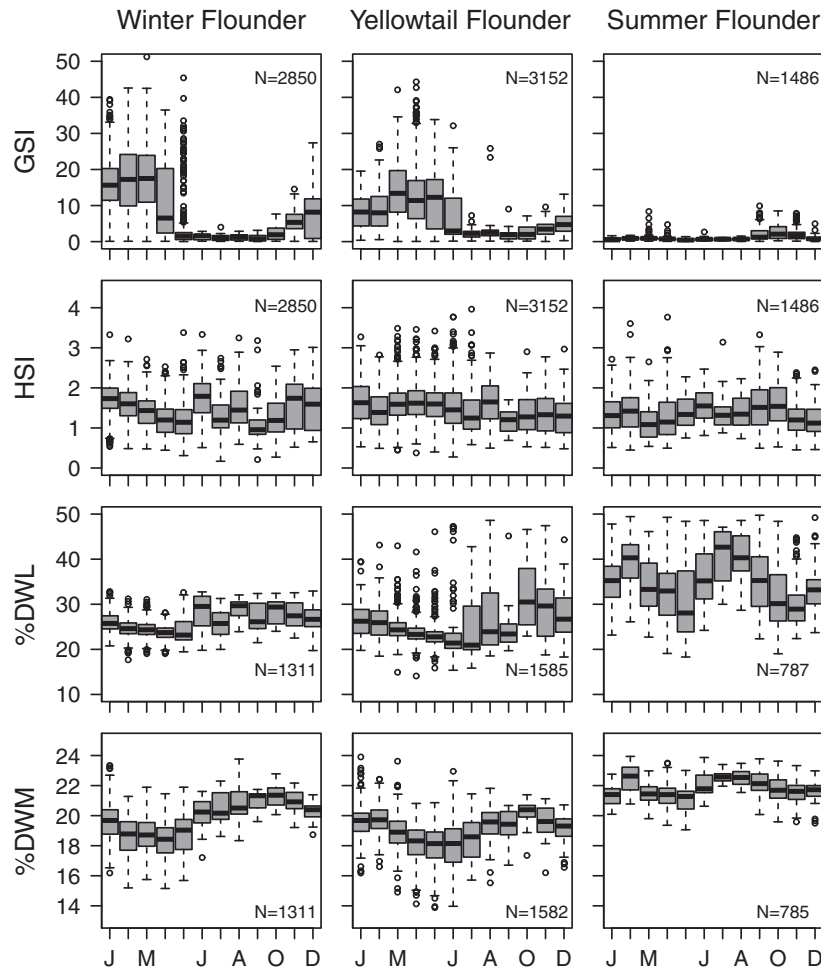 Winter Flounder Yellowtail Flounder Summer Flounder
GSI
50
40
30
20
10
0
N=2850
N=3152
N=1486
HSI
4
3
2
1
0
N=2850
N=3152
N=1486
%DWL
50
40
30
20
10
N=1311
N=1585
N=787
%DWM
24
22
20
18
16
14
N=1311
N=1582
N=785
J M J A O D J M J A O D J M J A O D